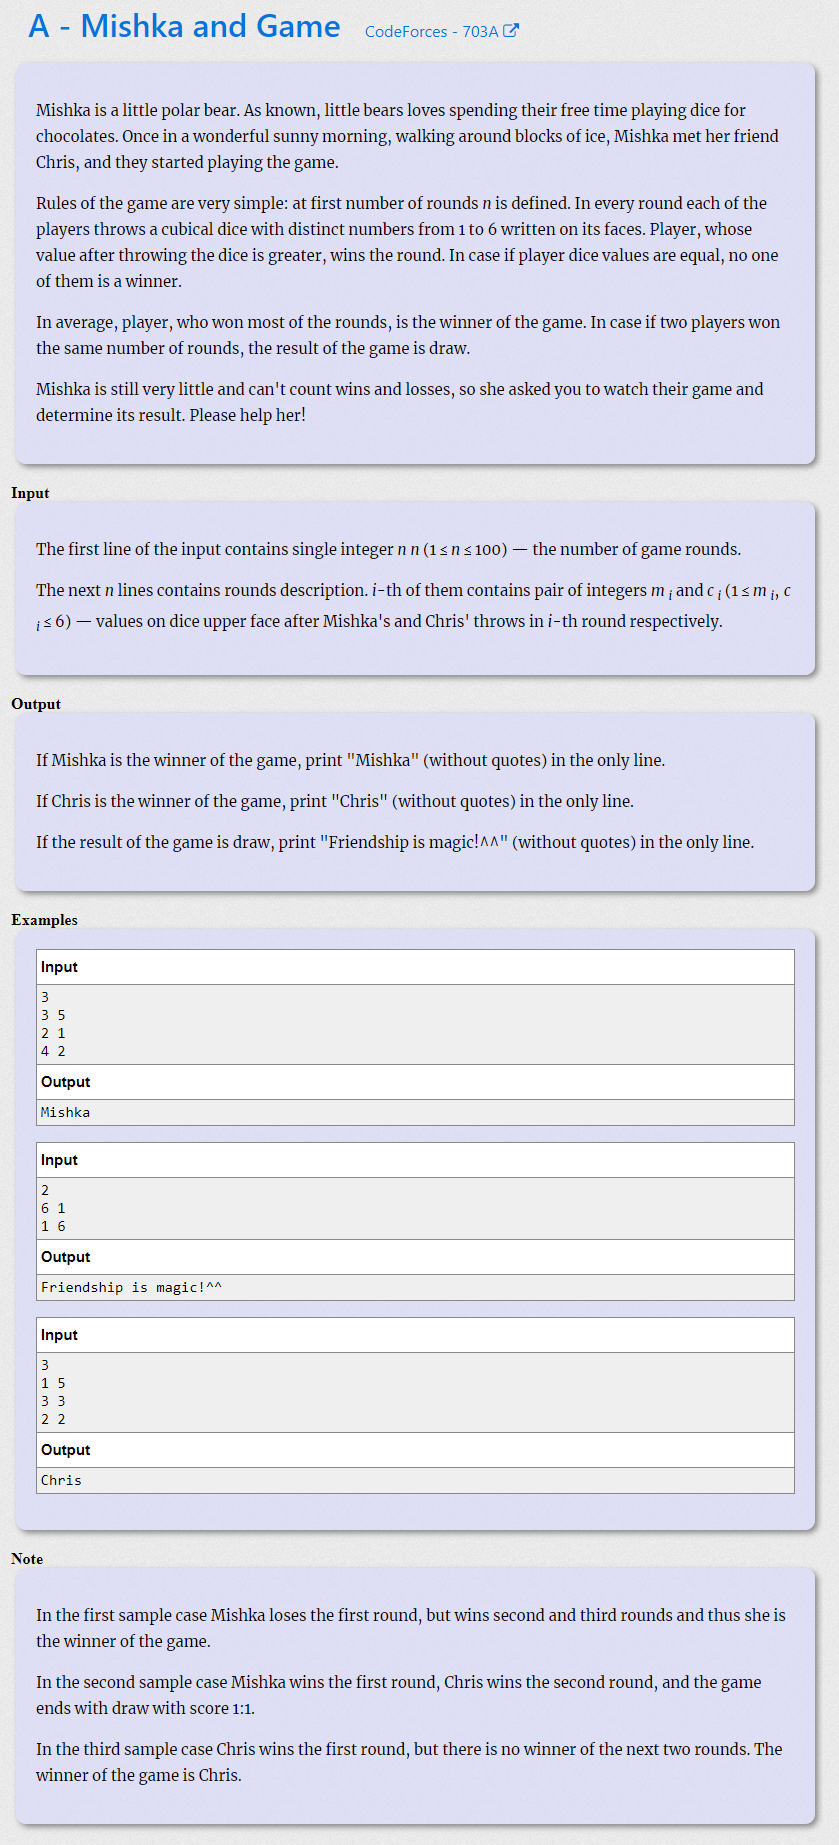 A - Mishka and Game CodeForces - 703A
Mishka is a little polar bear. As known, little bears loves spending their free time playing dice for
chocolates. Once in a wonderful sunny morning, walking around blocks of ice, Mishka met her friend
Chris, and they started playing the game.
Rules of the game are very simple: at first number of rounds n is defined. In every round each of the
players throws a cubical dice with distinct numbers from 1 to 6 written on its faces. Player, whose
value after throwing the dice is greater, wins the round. In case if player dice values are equal, no one
of them is a winner.
In average, player, who won most of the rounds, is the winner of the game. In case if two players won
the same number of rounds, the result of the game is draw.
Mishka is still very little and can't count wins and losses, so she asked you to watch their game and
determine its result. Please help her!
Input
The first line of the input contains single integer n n (1 ≤ n ≤ 100) — the number of game rounds.
The next n lines contains rounds description. i-th of them contains pair of integers m i and c i (1 ≤ m i, c
i ≤ 6) — values on dice upper face after Mishka's and Chris' throws in i-th round respectively.
Output
If Mishka is the winner of the game, print "Mishka" (without quotes) in the only line.
If Chris is the winner of the game, print "Chris" (without quotes) in the only line.
If the result of the game is draw, print "Friendship is magic!^^" (without quotes) in the only line.
Examples
Input
3
3 5
2 1
4 2
Output
Mishka
Input
2
6 1
1 6
Output
Friendship is magic!^^
Input
3
1 5
3 3
2 2
Output
Chris
Note
In the first sample case Mishka loses the first round, but wins second and third rounds and thus she is
the winner of the game.
In the second sample case Mishka wins the first round, Chris wins the second round, and the game
ends with draw with score 1:1.
In the third sample case Chris wins the first round, but there is no winner of the next two rounds. The
winner of the game is Chris.